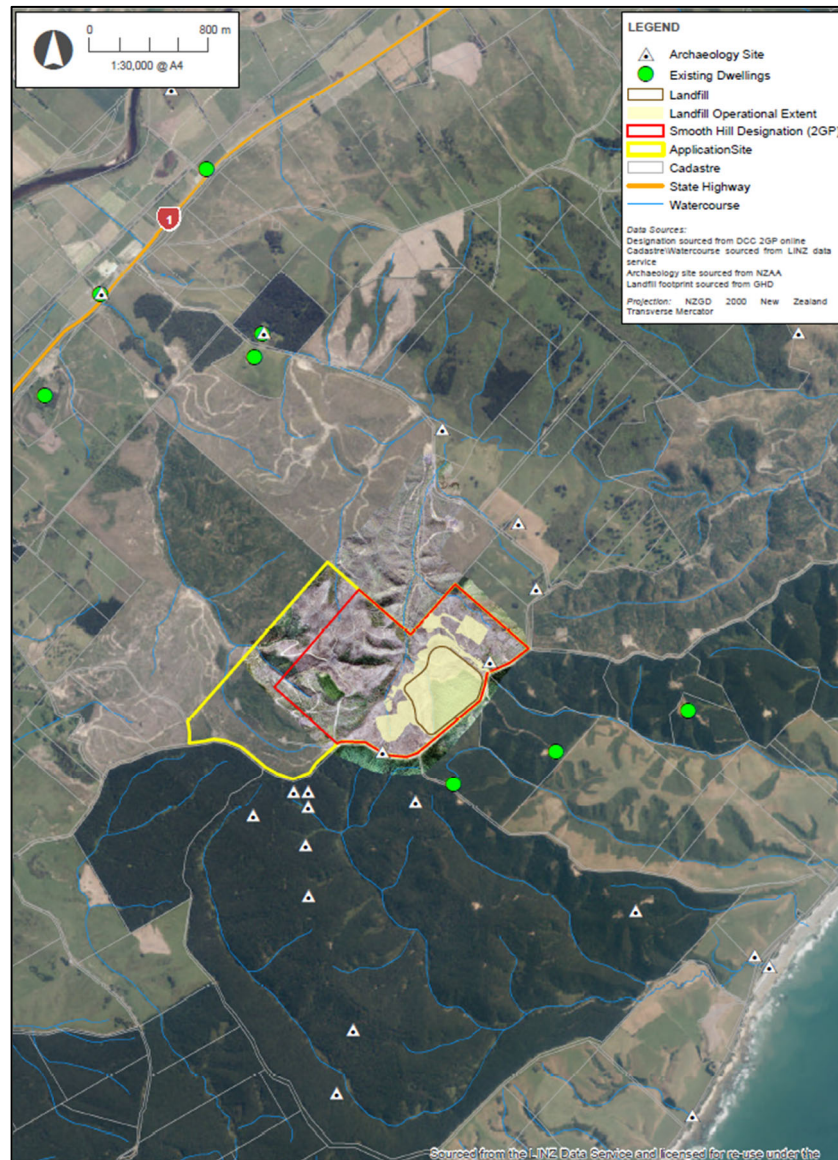 0 800 m
1:30,000 @ A4
LEGEND
Archaeology Site
Existing Dwellings
Landfill
Landfill Operational Extent
Smooth Hill Designation (2GP)
ApplicationSite
Cadastre
State Highway
Watercourse
Data Sources:
Designation sourced from DCC 2GP online
Cadastre\Watercourse sourced from LINZ data
service
Archaeology site sourced from NZAA
Landfill footprint sourced from GHD
Projection: NZGD 2000 New Zealand
Transverse Mercator
1
Sourced from the LINZ Data Service and licensed for re-use under the